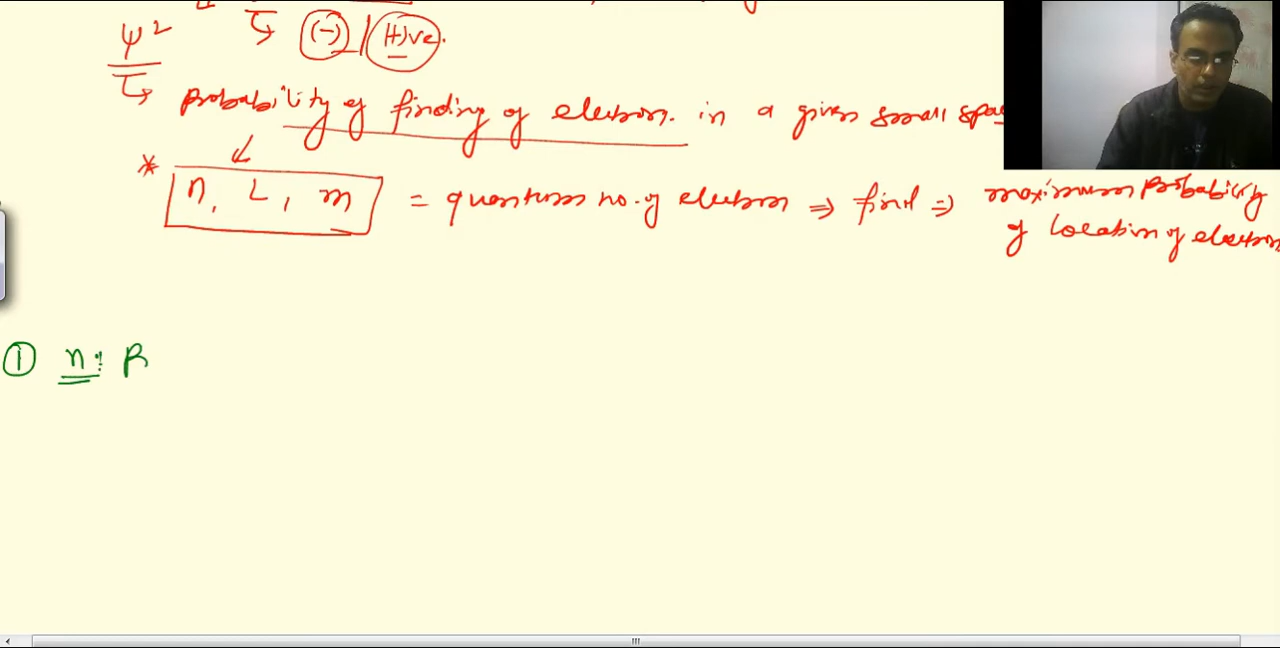 (-) / (+)ve.
ψ²
probability of finding of electron. in a given small spa
* n, L, m = quantum no. of electron ⇒ find ⇒ maximum probability
of location of electron
① n: P